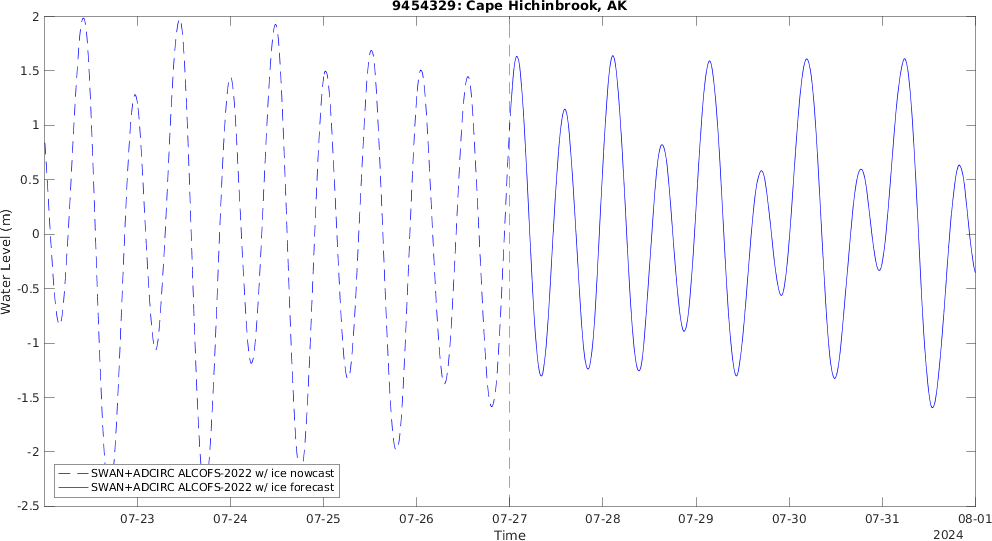 9454329: Cape Hichinbrook, AK
Water Level (m)
2
1.5
1
0.5
0
-0.5
-1
-1.5
-2
-2.5
SWAN+ADCIRC ALCOFS-2022 w/ ice nowcast
SWAN+ADCIRC ALCOFS-2022 w/ ice forecast
07-23 07-24 07-25 07-26 07-27 07-28 07-29 07-30 07-31 08-01
Time
2024